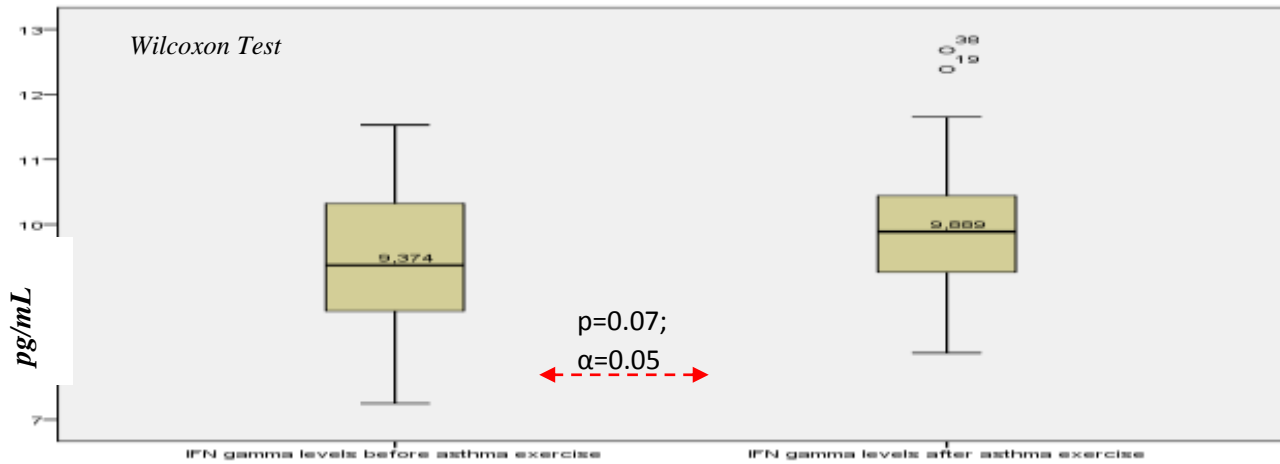 13
Wilcoxon Test
38
19
12
11
10
9,889
9,374
pg/mL
p=0.07;
α=0.05
7
IFN gamma levels before asthma exercise
IFN gamma levels after asthma exercise